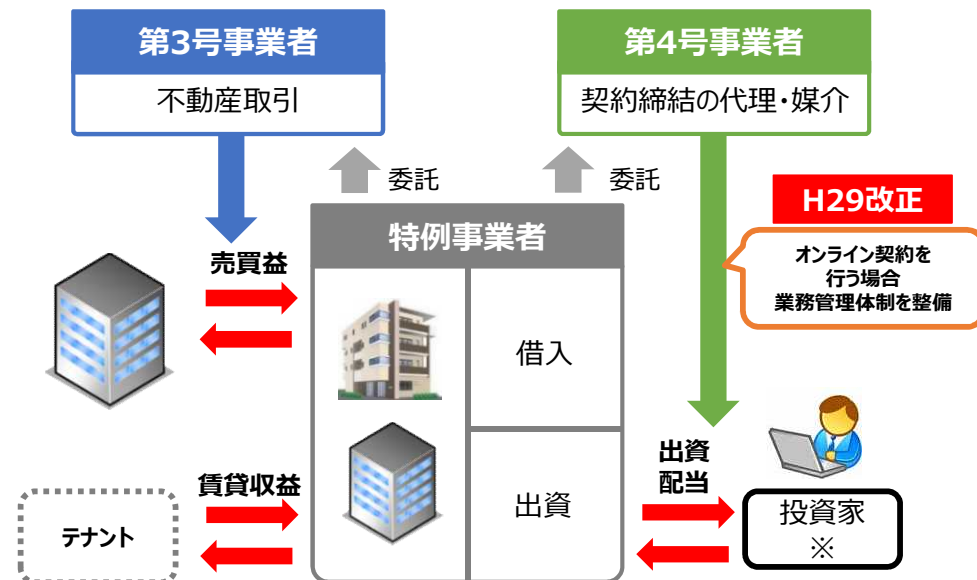 第3号事業者
不動産取引
第4号事業者
契約締結の代理・媒介
委託
委託
H29改正
オンライン契約を
行う場合
業務管理体制を整備
特例事業者
売買益
借入
賃貸収益
出資
出資
配当
テナント
投資家
※